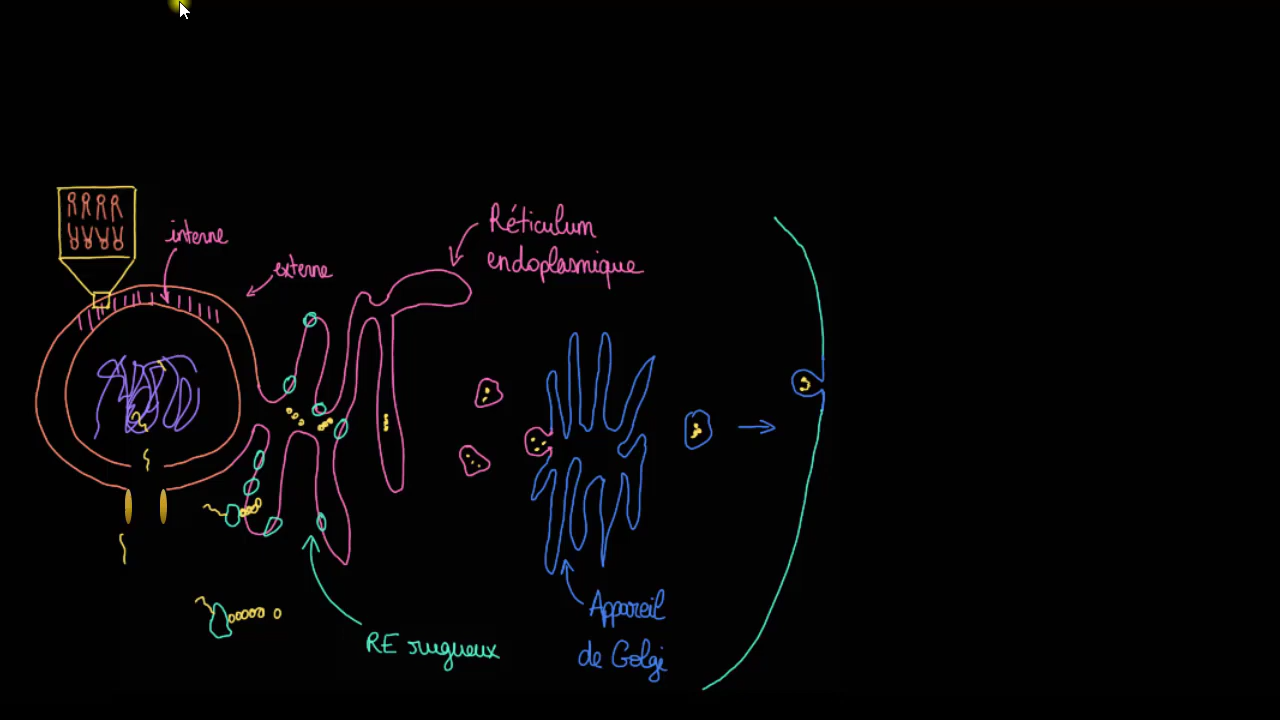 interne
externe
Réticulum
endoplasmique
RE rugueux
Appareil
de Golgi